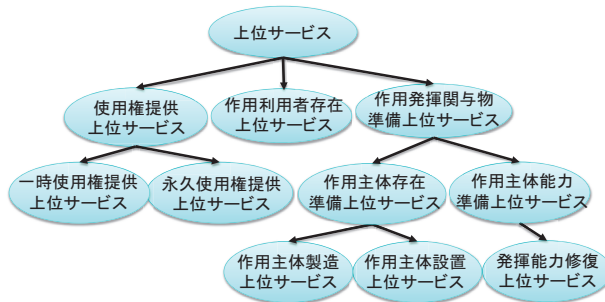 上位サービス
使用権提供
上位サービス
作用利用者存在
上位サービス
作用発揮関与物
準備上位サービス
一時使用権提供
上位サービス
永久使用権提供
上位サービス
作用主体存在
準備上位サービス
作用主体能力
準備上位サービス
作用主体製造
上位サービス
作用主体設置
上位サービス
発揮能力修復
上位サービス